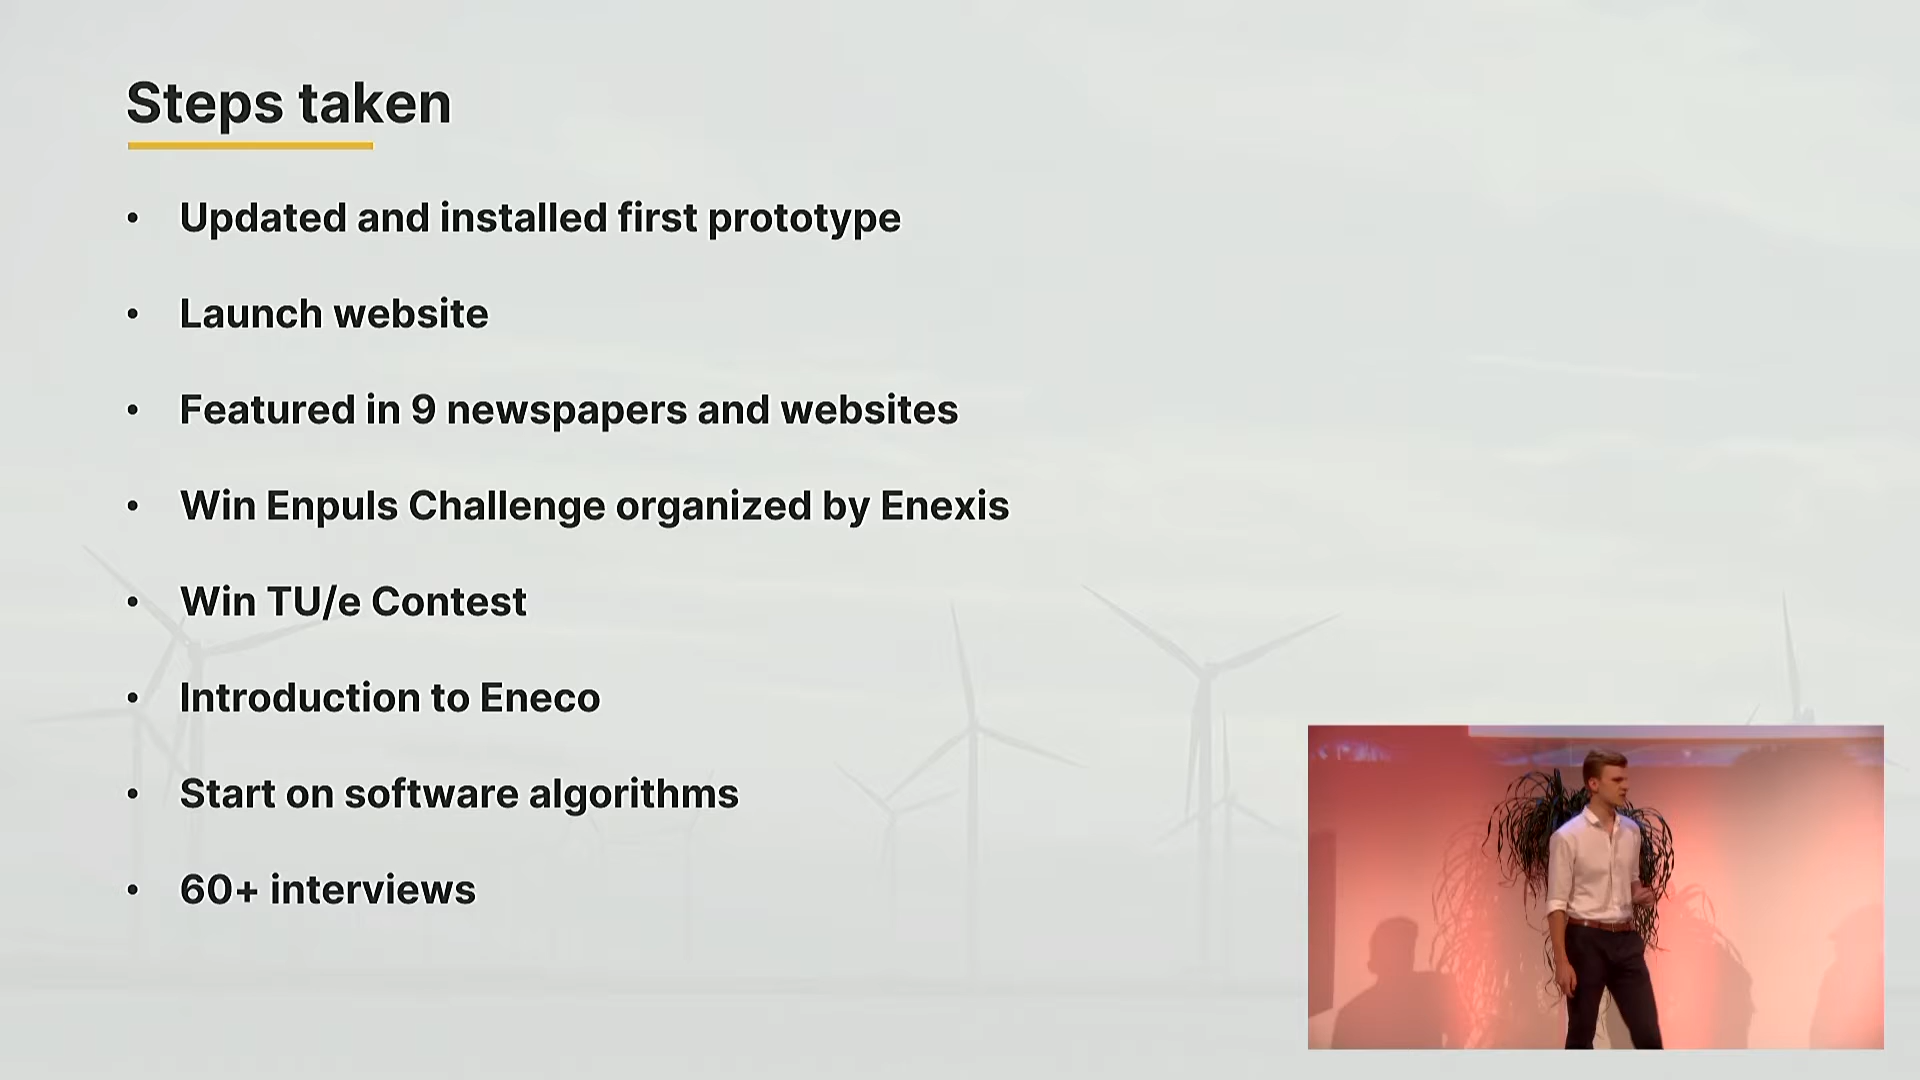 Steps taken
• Updated and installed first prototype
• Launch website
• Featured in 9 newspapers and websites
• Win Enpuls Challenge organized by Enexis
• Win TU/e Contest
• Introduction to Eneco
• Start on software algorithms
• 60+ interviews